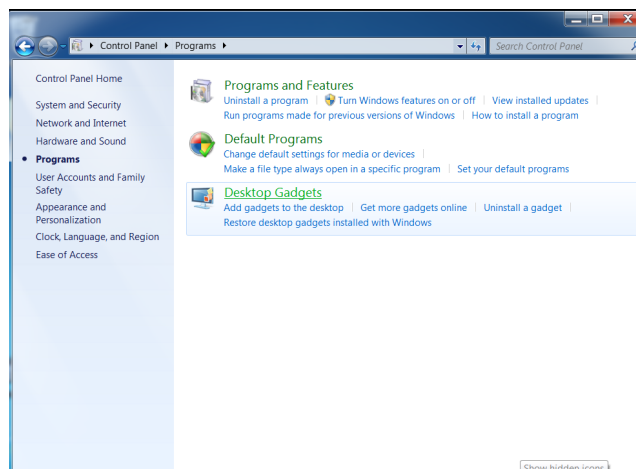 Control Panel Programs
Search Control Panel
Control Panel Home
System and Security
Network and Internet
Hardware and Sound
Programs
User Accounts and Family
Safety
Appearance and
Personalization
Clock, Language, and Region
Ease of Access
Programs and Features
Uninstall a program Turn Windows features on or off View installed updates
Run programs made for previous versions of Windows How to install a program
Default Programs
Change default settings for media or devices
Make a file type always open in a specific program Set your default programs
Desktop Gadgets
Add gadgets to the desktop Get more gadgets online Uninstall a gadget
Restore desktop gadgets installed with Windows
Show hidden icons